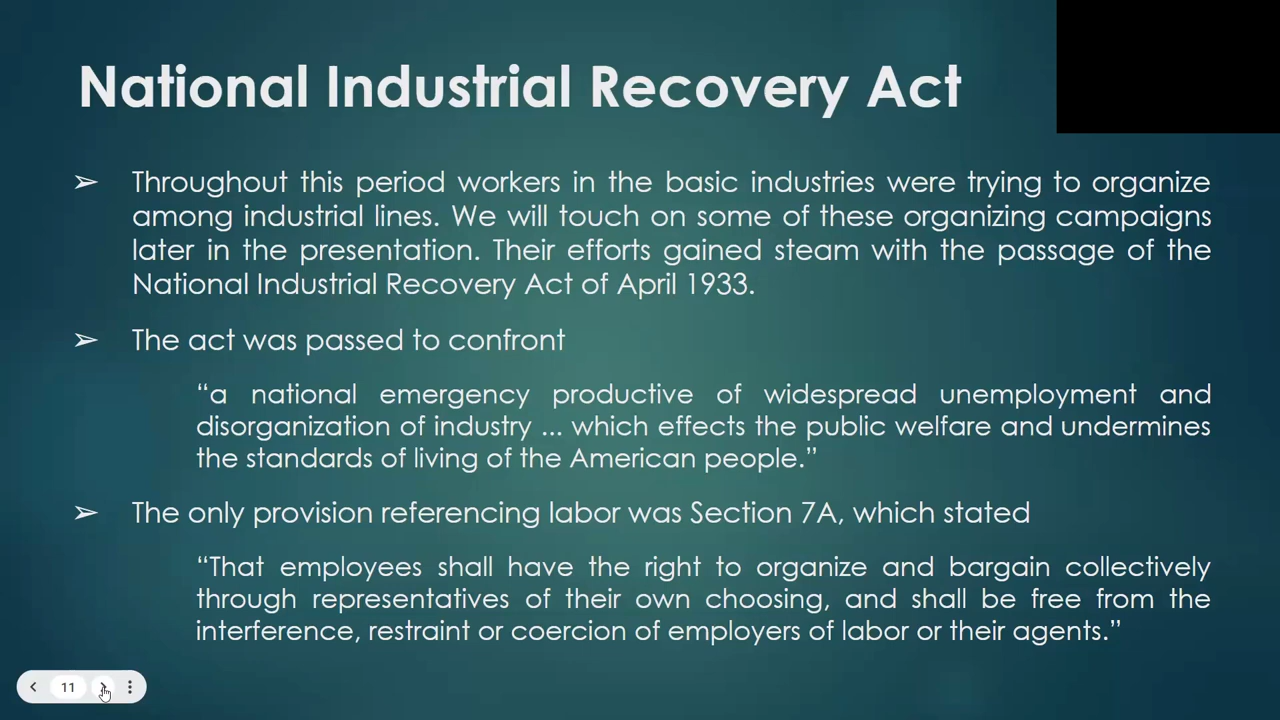 National Industrial Recovery Act
➢ Throughout this period workers in the basic industries were trying to organize
among industrial lines. We will touch on some of these organizing campaigns
later in the presentation. Their efforts gained steam with the passage of the
National Industrial Recovery Act of April 1933.
➢ The act was passed to confront
“a national emergency productive of widespread unemployment and
disorganization of industry ... which effects the public welfare and undermines
the standards of living of the American people.”
➢ The only provision referencing labor was Section 7A, which stated
“That employees shall have the right to organize and bargain collectively
through representatives of their own choosing, and shall be free from the
interference, restraint or coercion of employers of labor or their agents.”
11